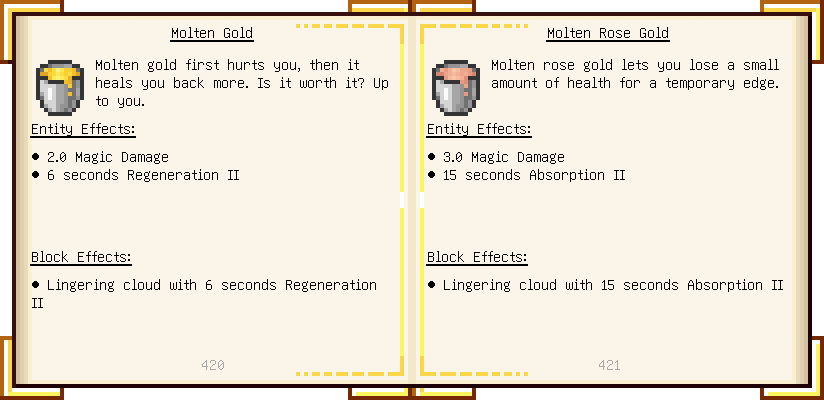 Molten Gold
Molten gold first hurts you, then it
heals you back more. Is it worth it? Up
to you.
Entity Effects:
● 2.0 Magic Damage
● 6 seconds Regeneration II
Block Effects:
● Lingering cloud with 6 seconds Regeneration
II
420
Molten Rose Gold
Molten rose gold lets you lose a small
amount of health for a temporary edge.
Entity Effects:
● 3.0 Magic Damage
● 15 seconds Absorption II
Block Effects:
● Lingering cloud with 15 seconds Absorption II
421